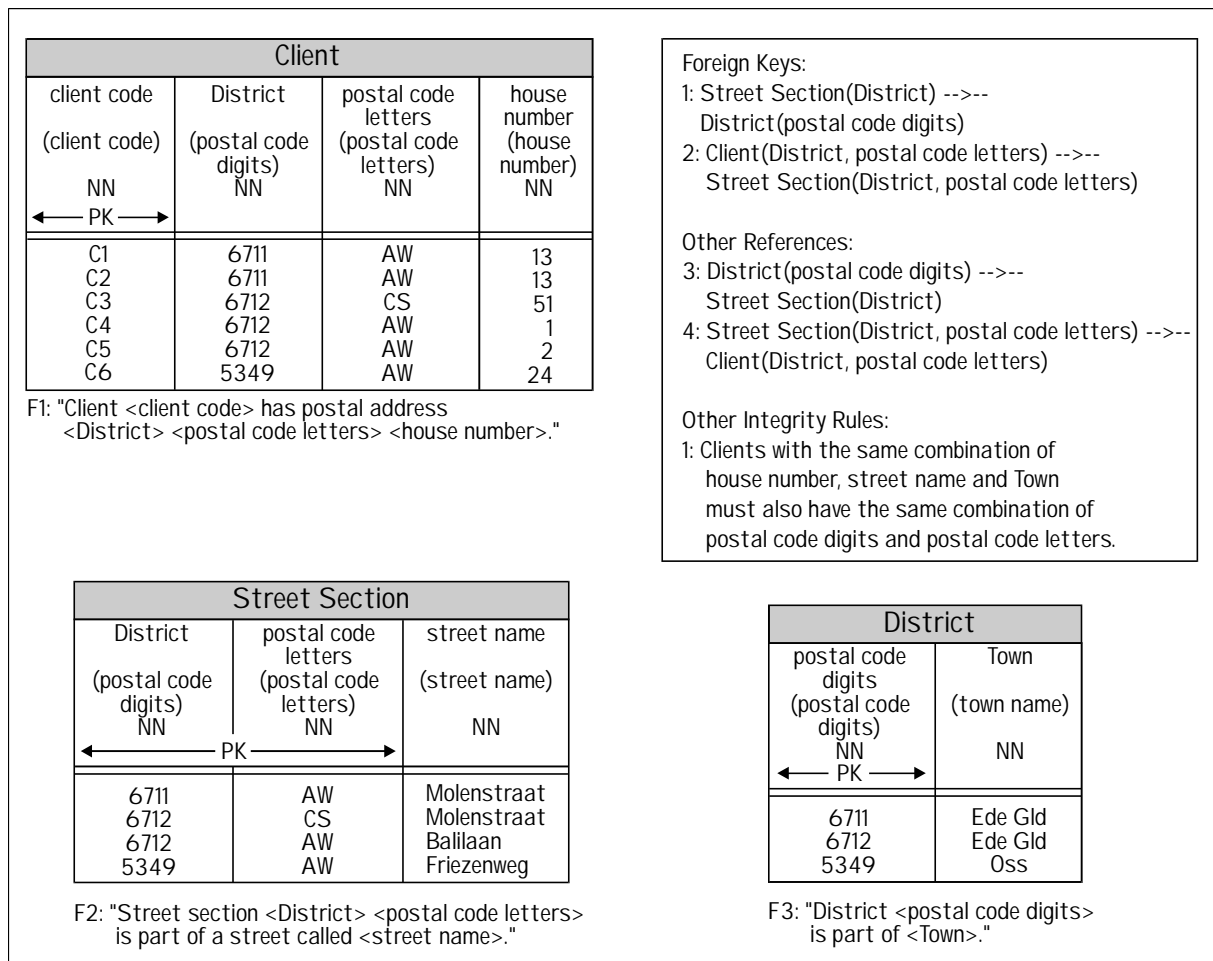 Client
client code District postal code letters house number
(client code) (postal code digits) (postal code letters) (house number)
NN NN NN NN
PK
C1 6711 AW 13
C2 6711 AW 13
C3 6712 CS 51
C4 6712 AW 1
C5 6712 AW 2
C6 5349 AW 24
F1: "Client <client code> has postal address
<District> <postal code letters> <house number>."
Foreign Keys:
1: Street Section(District) -->--
District(postal code digits)
2: Client(District, postal code letters) -->--
Street Section(District, postal code letters)
Other References:
3: District(postal code digits) -->--
Street Section(District)
4: Street Section(District, postal code letters) -->--
Client(District, postal code letters)
Other Integrity Rules:
1: Clients with the same combination of
house number, street name and Town
must also have the same combination of
postal code digits and postal code letters.
Street Section
District postal code letters street name
(postal code digits) (postal code letters) (street name)
NN NN NN
PK
6711 AW Molenstraat
6712 CS Molenstraat
6712 AW Balilaan
5349 AW Friezenweg
F2: "Street section <District> <postal code letters>
is part of a street called <street name>."
District
postal code digits Town
(postal code digits) (town name)
NN NN
PK
6711 Ede Gld
6712 Ede Gld
5349 Oss
F3: "District <postal code digits>
is part of <Town>."